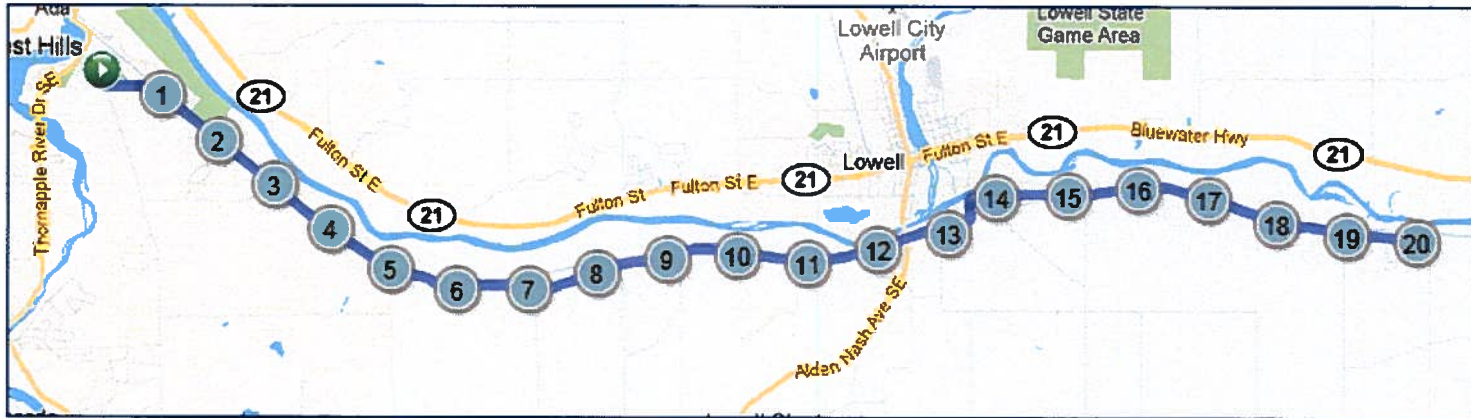 Ada
est Hills
Thornapple River Dr SE
1
2
3
4
5
6
7
8
9
10
11
12
13
14
15
16
17
18
19
20
21
Fulton St E
21
Fulton St
Fulton St E
21
Lowell
Lowell City
Airport
Lowell State
Game Area
Fulton St E
21
Bluewater Hwy
21
Alden Nash Ave SE